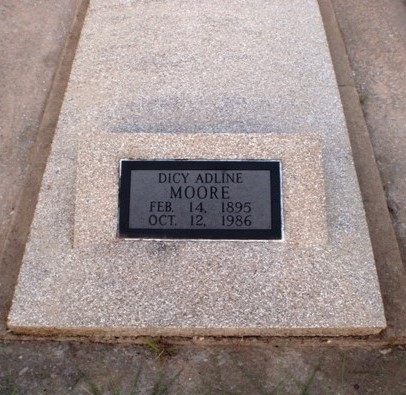 DICY ADLINE
MOORE
FEB. 14, 1895
OCT. 12, 1986